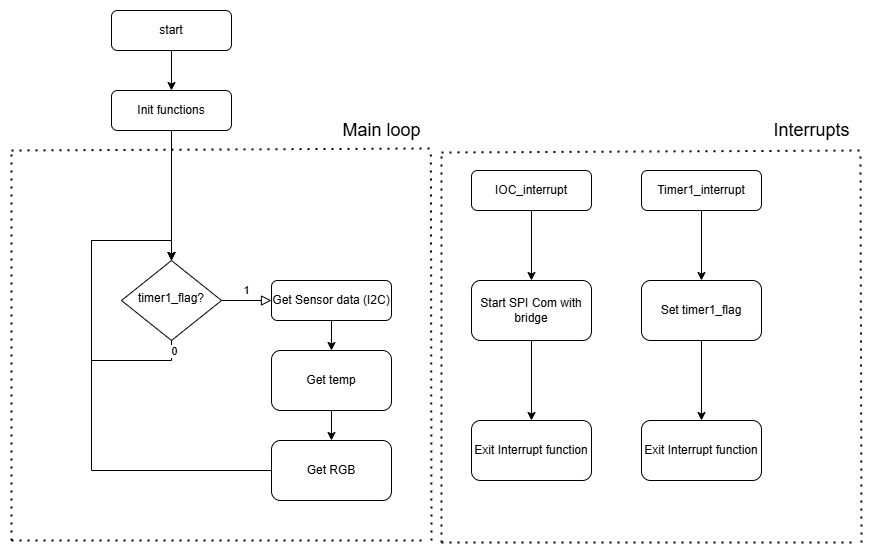 start
Init functions
Main loop
Interrupts
timer1_flag?
1
0
Get Sensor data (I2C)
Get temp
Get RGB
IOC_interrupt
Start SPI Com with
bridge
Exit Interrupt function
Timer1_interrupt
Set timer1_flag
Exit Interrupt function